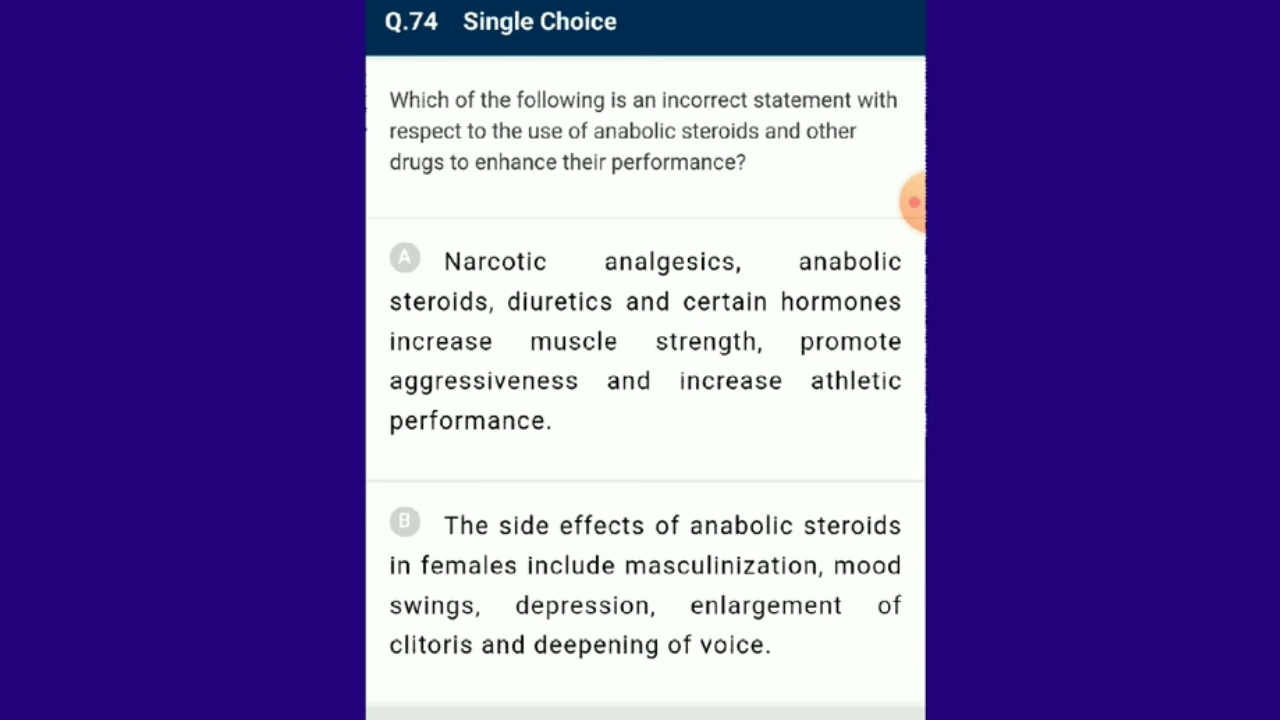 Q.74 Single Choice
Which of the following is an incorrect statement with
respect to the use of anabolic steroids and other
drugs to enhance their performance?
A Narcotic analgesics, anabolic
steroids, diuretics and certain hormones
increase muscle strength, promote
aggressiveness and increase athletic
performance.
B The side effects of anabolic steroids
in females include masculinization, mood
swings, depression, enlargement of
clitoris and deepening of voice.